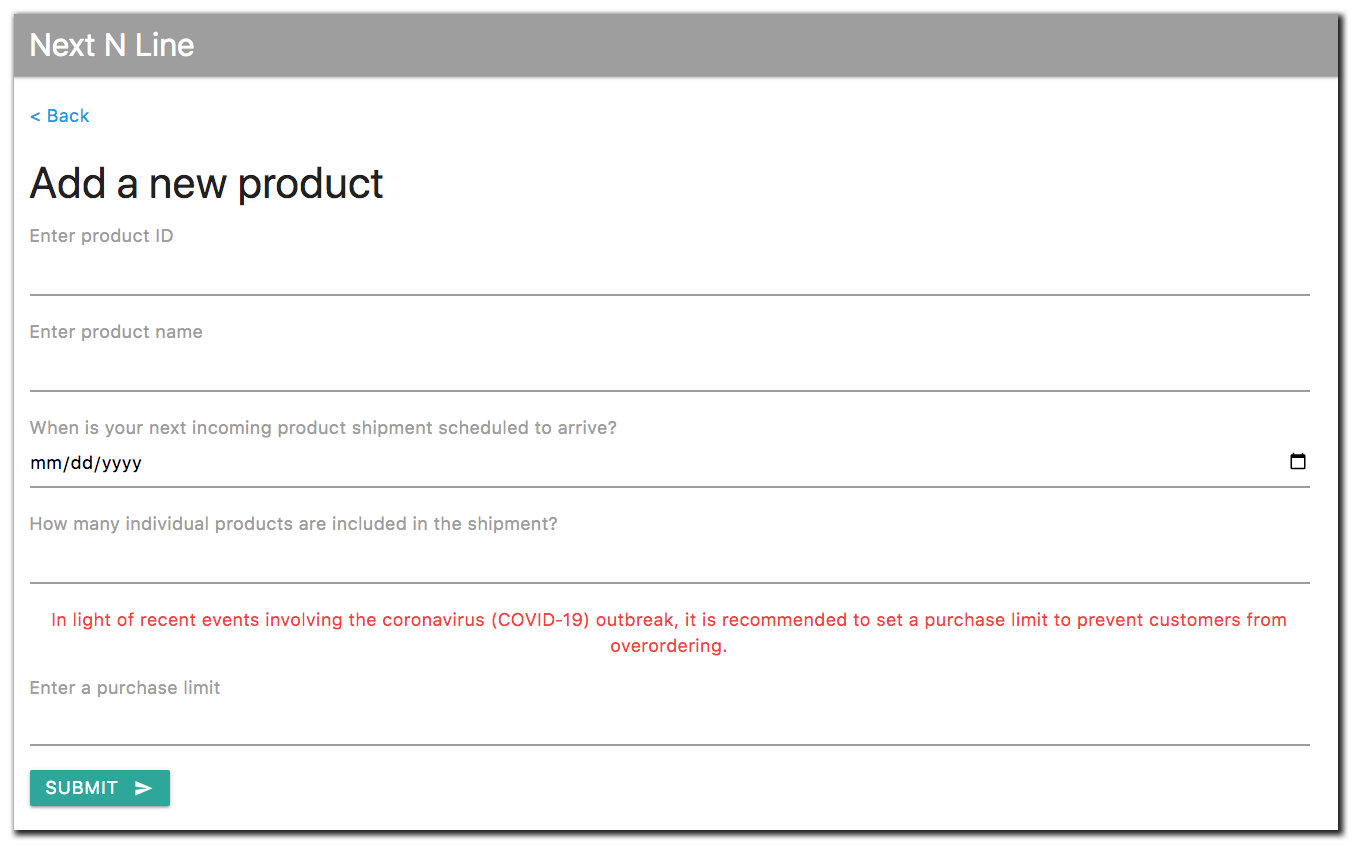 Next N Line
< Back
Add a new product
Enter product ID
Enter product name
When is your next incoming product shipment scheduled to arrive?
mm/dd/yyyy
How many individual products are included in the shipment?
In light of recent events involving the coronavirus (COVID-19) outbreak, it is recommended to set a purchase limit to prevent customers from
overordering.
Enter a purchase limit
SUBMIT